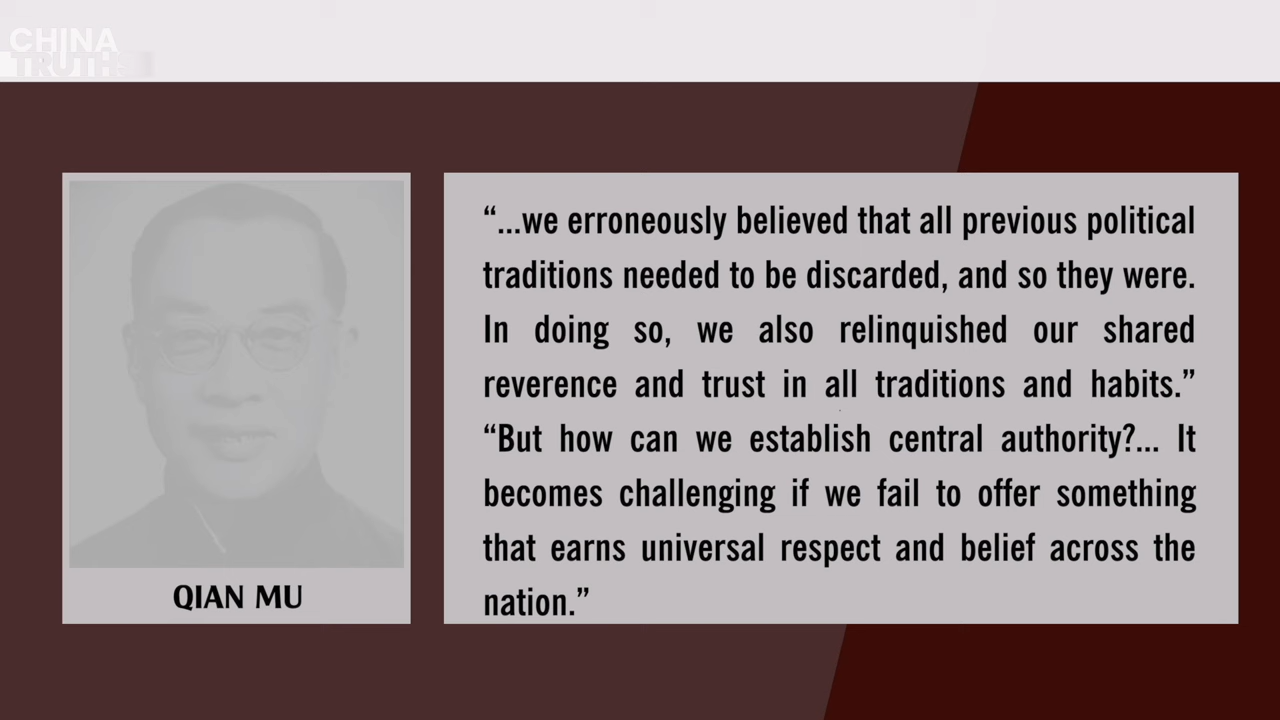 CHINA
TRUTHS
“...we erroneously believed that all previous political
traditions needed to be discarded, and so they were.
In doing so, we also relinquished our shared
reverence and trust in all traditions and habits.”
“But how can we establish central authority?... It
becomes challenging if we fail to offer something
that earns universal respect and belief across the
nation.”
QIAN MU